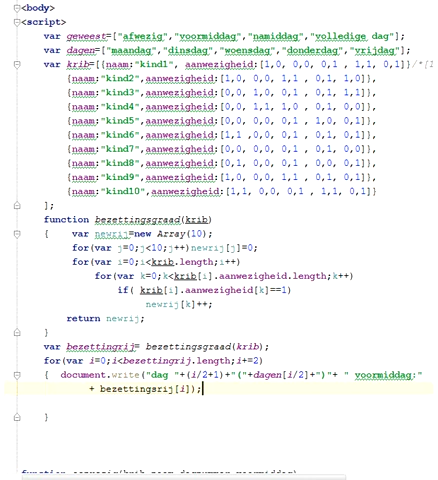 <body>
<script>
var geweest=["afwezig","voormiddag","namiddag","volledige dag"];
var dagen=["maandag","dinsdag","woensdag","donderdag","vrijdag"];
var krib=[{naam:"kind1", aanwezigheid:[1,0, 0,0, 0,1 , 1,1, 0,1]}/*[1
{naam:"kind2",aanwezigheid:[1,0, 0,0, 1,1 , 0,1, 1,0]},
{naam:"kind3",aanwezigheid:[0,0, 1,1, 0,1 , 0,1, 1,0]},
{naam:"kind4",aanwezigheid:[0,0, 1,1, 0,1 , 0,0, 0,1]},
{naam:"kind5",aanwezigheid:[0,0, 0,0, 0,1 , 0,1, 0,0]},
{naam:"kind6",aanwezigheid:[1,1 ,0,0, 0,1 , 1,1, 0,1]},
{naam:"kind7",aanwezigheid:[0,0, 0,0, 0,1 , 0,1, 0,0]},
{naam:"kind8",aanwezigheid:[0,1, 0,0, 0,1 , 0,0, 0,1]},
{naam:"kind9",aanwezigheid:[0,1, 0,0, 0,1 , 1,1, 0,1]},
{naam:"kind10",aanwezigheid:[1,1, 0,0, 0,1 , 1,1, 0,1]}
];
function bezettingsgraad(krib)
{ var newrij=new Array(10);
for(var j=0;j<10;j++)newrij[j]=0;
for(var i=0;i<krib.length;i++)
for(var k=0;k<krib[i].aanwezigheid.length;k++)
if( krib[i].aanwezigheid[k]==1)
newrij[k]++;
return newrij;
}
var bezettingrij= bezettingsgraad(krib);
for(var i=0;i<bezettingrij.length;i+=2)
{ document.write("dag "+(i/2+1)+"("+dagen[i/2]+")"+ " voormiddag:"
+ bezettingsrij[i]);
}